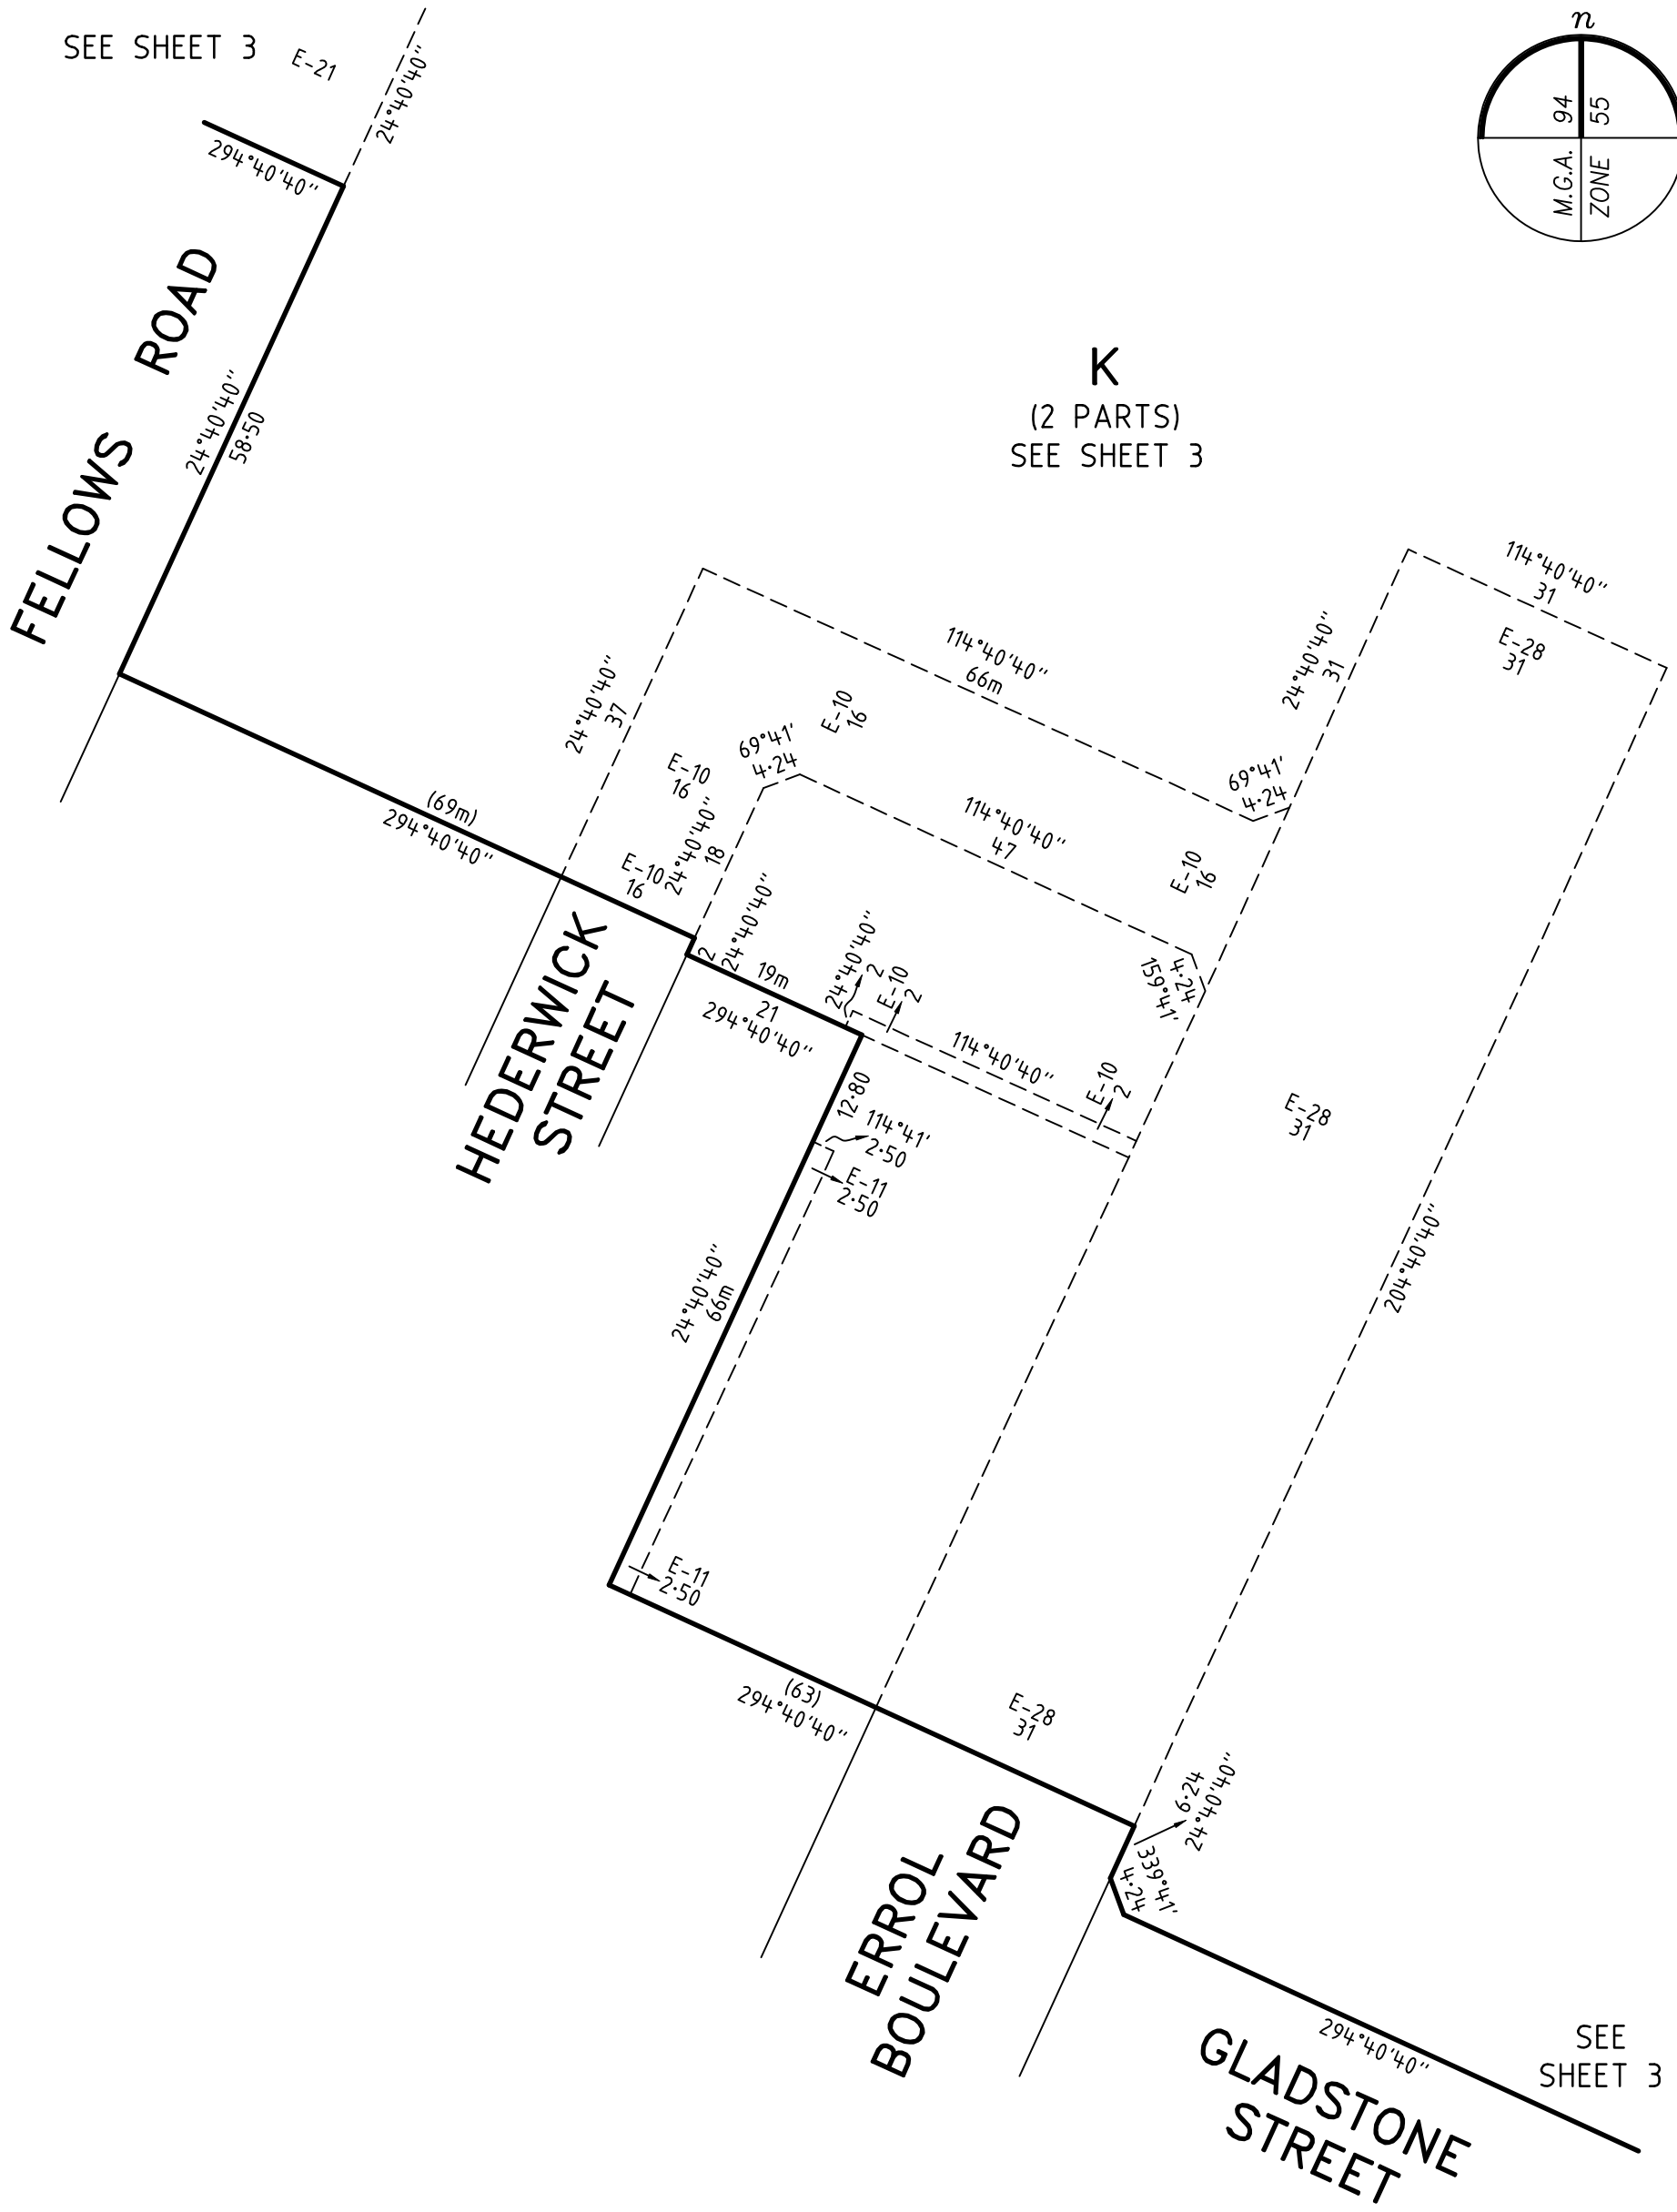 SEE SHEET 3
E-21
24°40'40"
294°40'40"
n
M.G.A. 94
ZONE 55
FELLOWS ROAD
24°40'40"
58·50
K
(2 PARTS)
SEE SHEET 3
114°40'40"
31
E-28
31
24°40'40"
31
114°40'40"
66m
24°40'40"
37
E-10
16
69°41'
4·24
E-10
16
69°41'
4·24
(69m)
294°40'40"
24°40'40"
18
E-10
16
114°40'40"
47
E-10
16
4·24
159°41'
HEDERWICK
STREET
2
24°40'40"
19m
21
294°40'40"
24°40'40"
2
E-10
2
114°40'40"
E-10
2
12·80
114°41'
2·50
E-11
2·50
E-28
31
24°40'40"
66m
204°40'40"
E-11
2·50
(63)
294°40'40"
E-28
31
6·24
24°40'40"
339°41'
4·24
ERROL
BOULEVARD
294°40'40"
GLADSTONE
STREET
SEE
SHEET 3